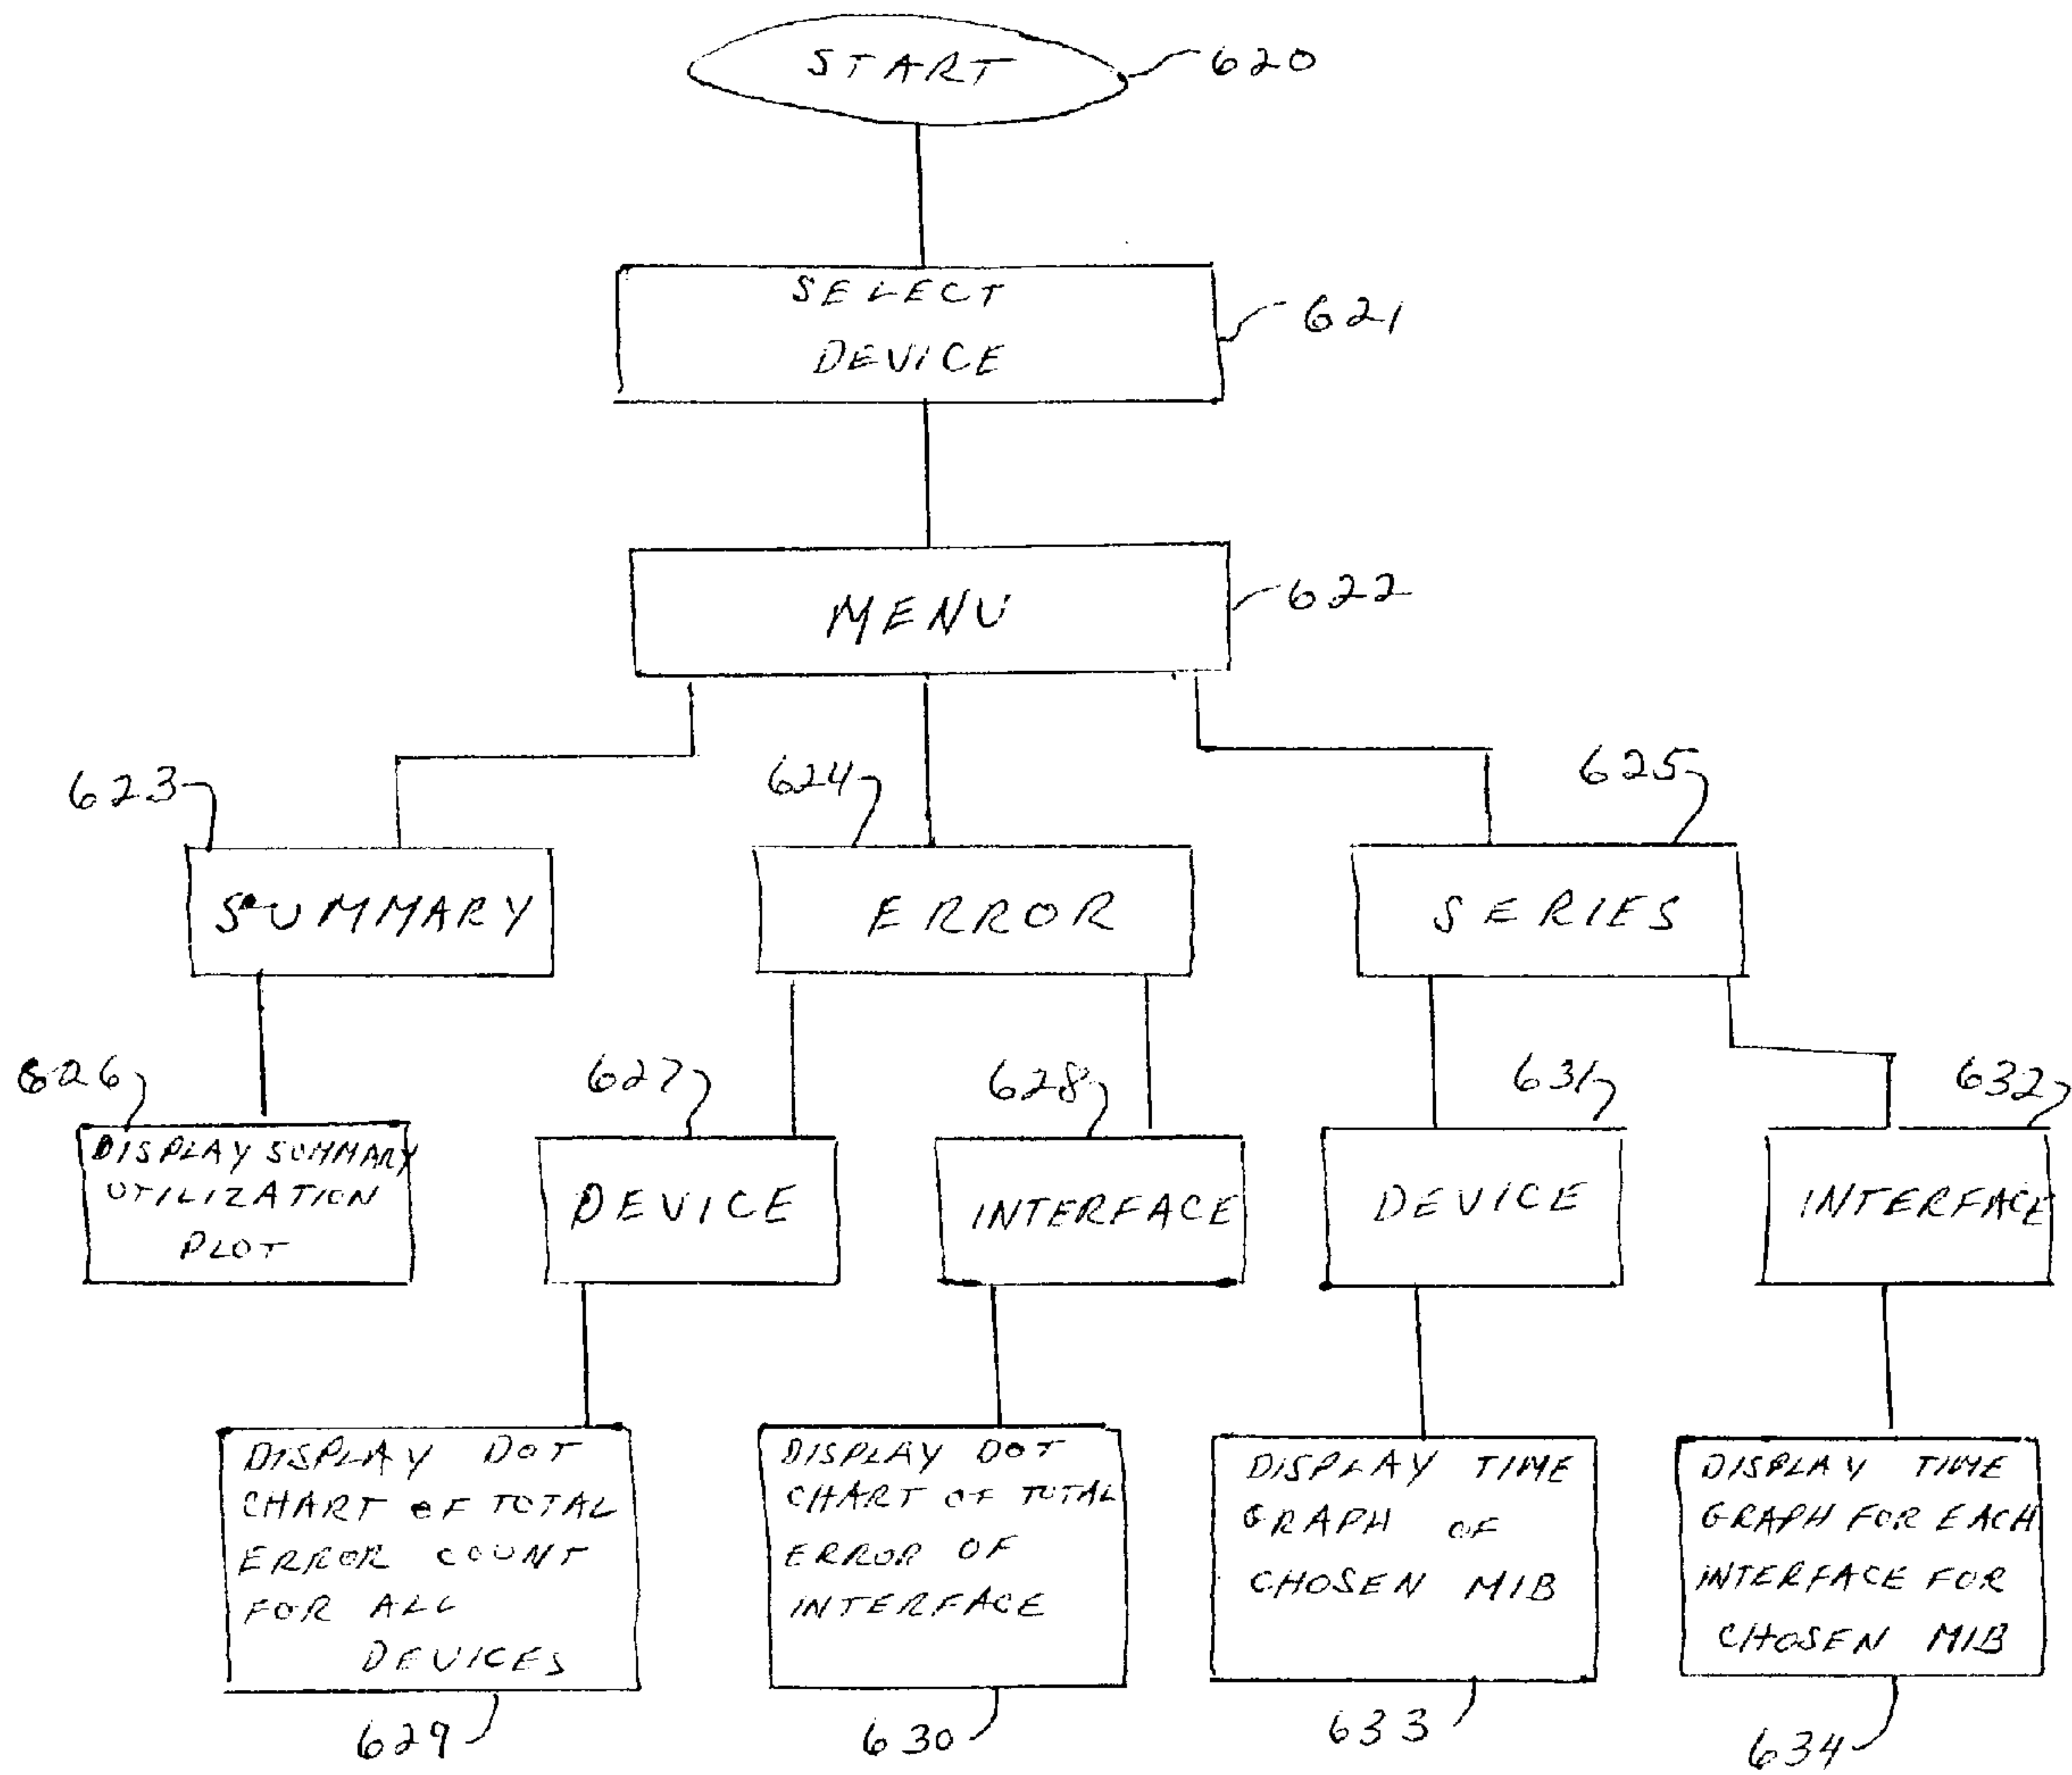 START
620
SELECT
DEVICE
621
MENU
622
623
624
625
SUMMARY
ERROR
SERIES
626
627
628
631
632
DISPLAY SUMMARY
UTILIZATION
PLOT
DEVICE
INTERFACE
DEVICE
INTERFACE
DISPLAY DOT
CHART OF TOTAL
ERROR COUNT
FOR ALL
DEVICES
DISPLAY DOT
CHART OF TOTAL
ERROR OF
INTERFACE
DISPLAY TIME
GRAPH OF
CHOSEN MIB
DISPLAY TIME
GRAPH FOR EACH
INTERFACE FOR
CHOSEN MIB
629
630
633
634